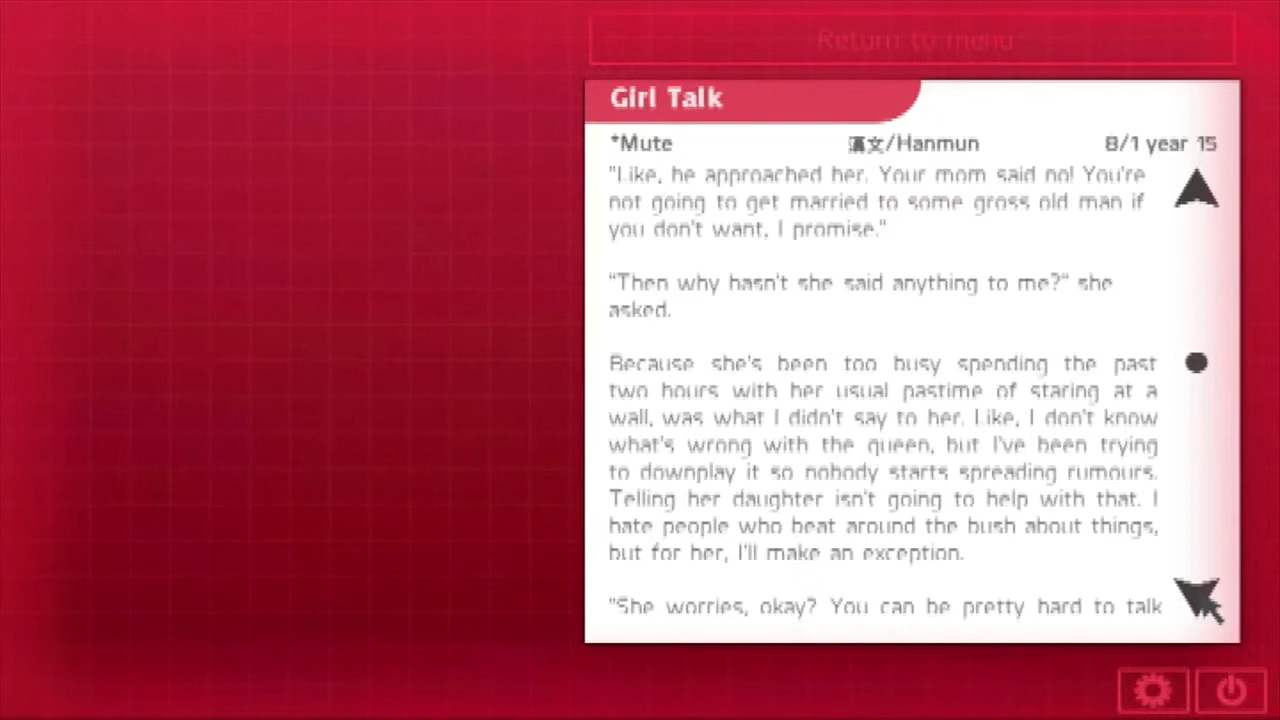 Return to menu
Girl Talk
*Mute 漢文/Hanmun 8/1 year 15
"Like, he approached her. Your mom said no! You're
not going to get married to some gross old man if
you don't want, I promise."
"Then why hasn't she said anything to me?" she
asked.
Because she's been too busy spending the past
two hours with her usual pastime of staring at a
wall, was what I didn't say to her. Like, I don't know
what's wrong with the queen, but I've been trying
to downplay it so nobody starts spreading rumours.
Telling her daughter isn't going to help with that. I
hate people who beat around the bush about things,
but for her, I'll make an exception.
"She worries, okay? You can be pretty hard to talk